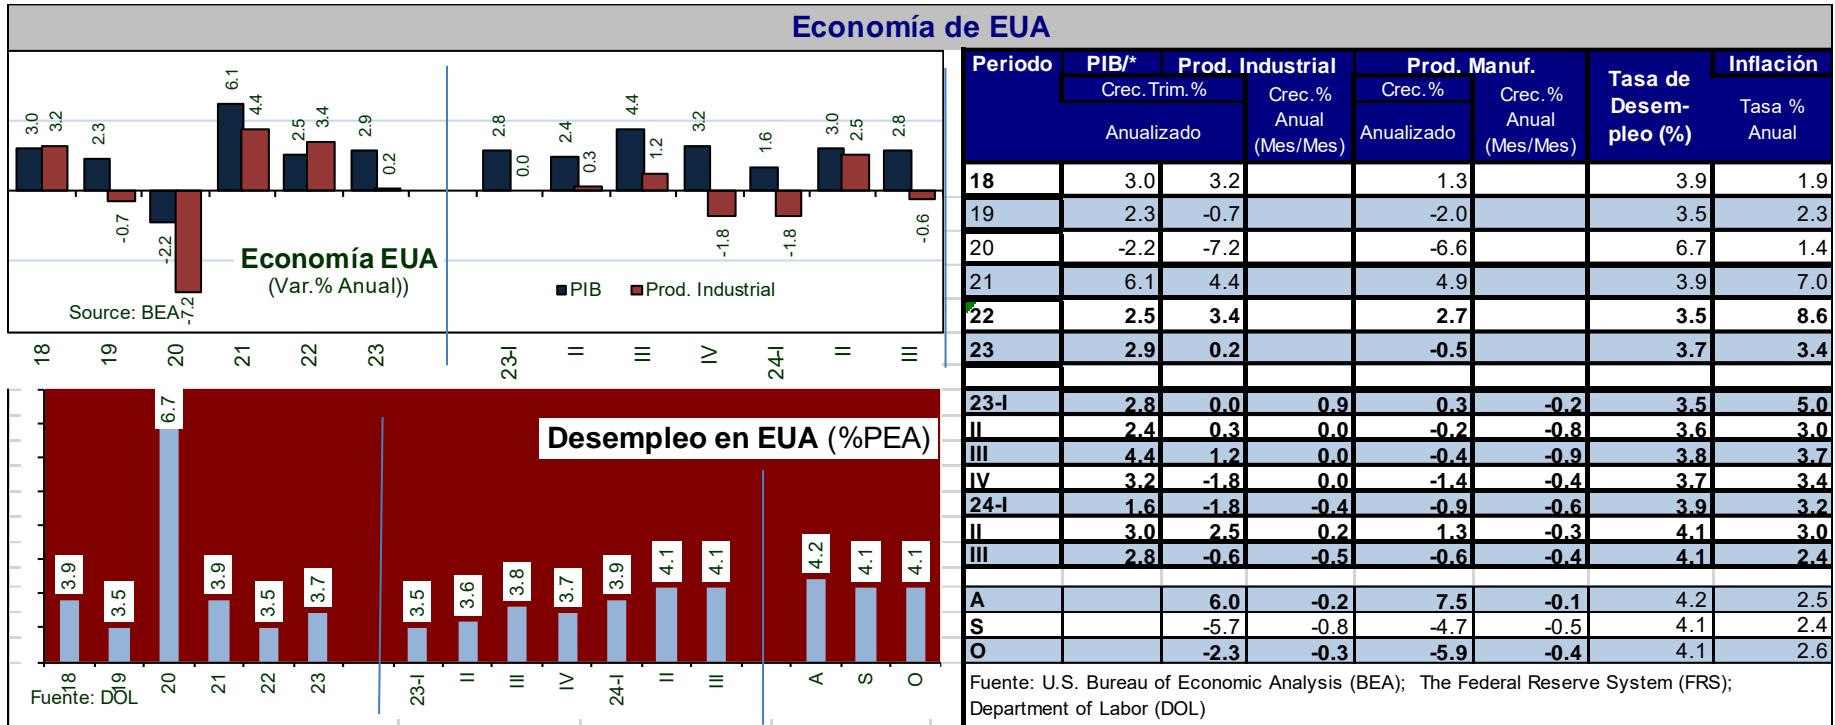 Economía de EUA
3.0
3.2
2.3
-0.7
-2.2
-7.2
6.1
4.4
2.5
3.4
2.9
0.2
2.8
0.0
2.4
0.3
4.4
1.2
3.2
-1.8
1.6
-1.8
3.0
2.5
2.8
-0.6
Economía EUA
(Var.% Anual))
PIB Prod. Industrial
Source: BEA
18 19 20 21 22 23 23-I II III IV 24-I II III
Desempleo en EUA (%PEA)
3.9 3.5 6.7 3.9 3.5 3.7 3.5 3.6 3.8 3.7 3.9 4.1 4.1 4.2 4.1 4.1
18 19 20 21 22 23 23-I II III IV 24-I II III A S O
Fuente: DOL
Periodo PIB/* Prod. Industrial Prod. Manuf. Tasa de Desem- pleo (%) Inflación
Crec.Trim.% Crec.% Anual (Mes/Mes) Crec.% Crec.% Anual (Mes/Mes) Tasa % Anual
Anualizado Anualizado
18 3.0 3.2 1.3 3.9 1.9
19 2.3 -0.7 -2.0 3.5 2.3
20 -2.2 -7.2 -6.6 6.7 1.4
21 6.1 4.4 4.9 3.9 7.0
22 2.5 3.4 2.7 3.5 8.6
23 2.9 0.2 -0.5 3.7 3.4
23-I 2.8 0.0 0.9 0.3 -0.2 3.5 5.0
II 2.4 0.3 0.0 -0.2 -0.8 3.6 3.0
III 4.4 1.2 0.0 -0.4 -0.9 3.8 3.7
IV 3.2 -1.8 0.0 -1.4 -0.4 3.7 3.4
24-I 1.6 -1.8 -0.4 -0.9 -0.6 3.9 3.2
II 3.0 2.5 0.2 1.3 -0.3 4.1 3.0
III 2.8 -0.6 -0.5 -0.6 -0.4 4.1 2.4
A 6.0 -0.2 7.5 -0.1 4.2 2.5
S -5.7 -0.8 -4.7 -0.5 4.1 2.4
O -2.3 -0.3 -5.9 -0.4 4.1 2.6
Fuente: U.S. Bureau of Economic Analysis (BEA); The Federal Reserve System (FRS);
Department of Labor (DOL)